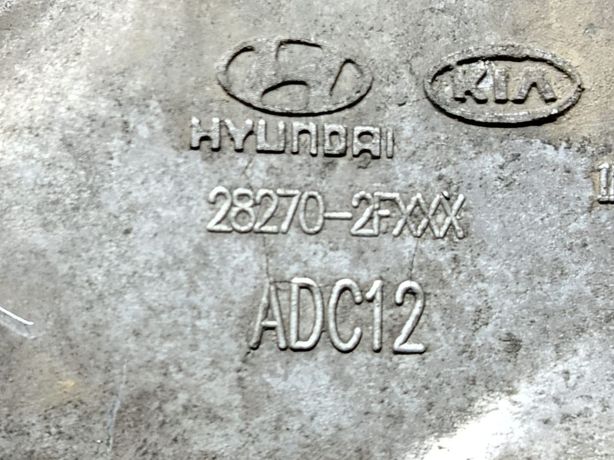 KIA
HYUNDAI
28270-2FXXX
ADC12